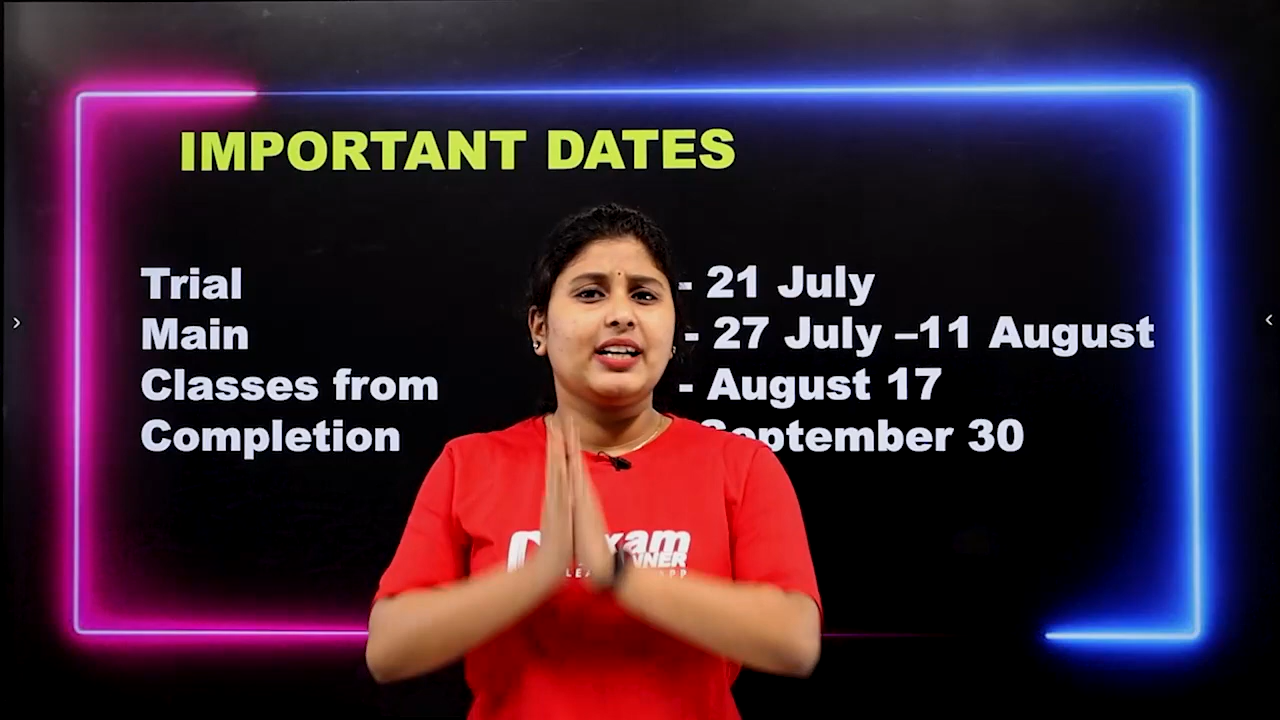 IMPORTANT DATES
Trial - 21 July
Main - 27 July –11 August
Classes from - August 17
Completion September 30